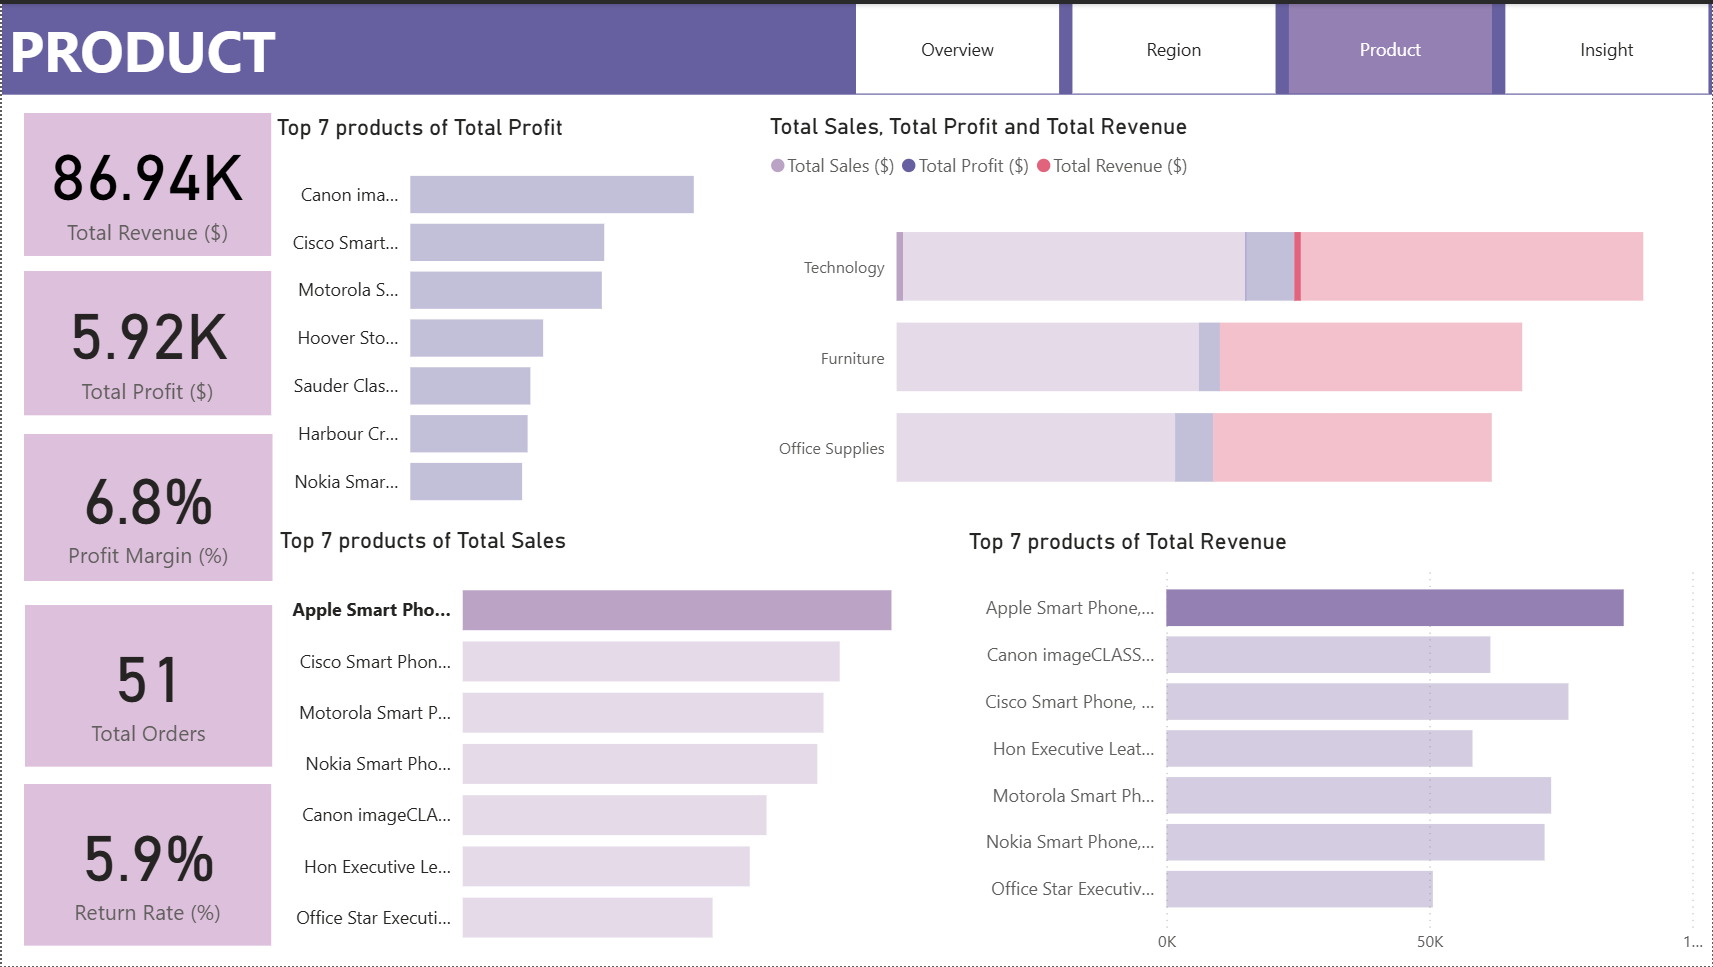 PRODUCT
Overview
Region
Product
Insight
86.94K
Total Revenue ($)
5.92K
Total Profit ($)
6.8%
Profit Margin (%)
51
Total Orders
5.9%
Return Rate (%)
Top 7 products of Total Profit
Canon ima...
Cisco Smart...
Motorola S...
Hoover Sto...
Sauder Clas...
Harbour Cr...
Nokia Smar...
Total Sales, Total Profit and Total Revenue
Total Sales ($) Total Profit ($) Total Revenue ($)
Technology
Furniture
Office Supplies
Top 7 products of Total Sales
Apple Smart Pho...
Cisco Smart Phon...
Motorola Smart P...
Nokia Smart Pho...
Canon imageCLA...
Hon Executive Le...
Office Star Executi...
Top 7 products of Total Revenue
Apple Smart Phone,...
Canon imageCLASS...
Cisco Smart Phone, ...
Hon Executive Leat...
Motorola Smart Ph...
Nokia Smart Phone,...
Office Star Executiv...
0K 50K 1...